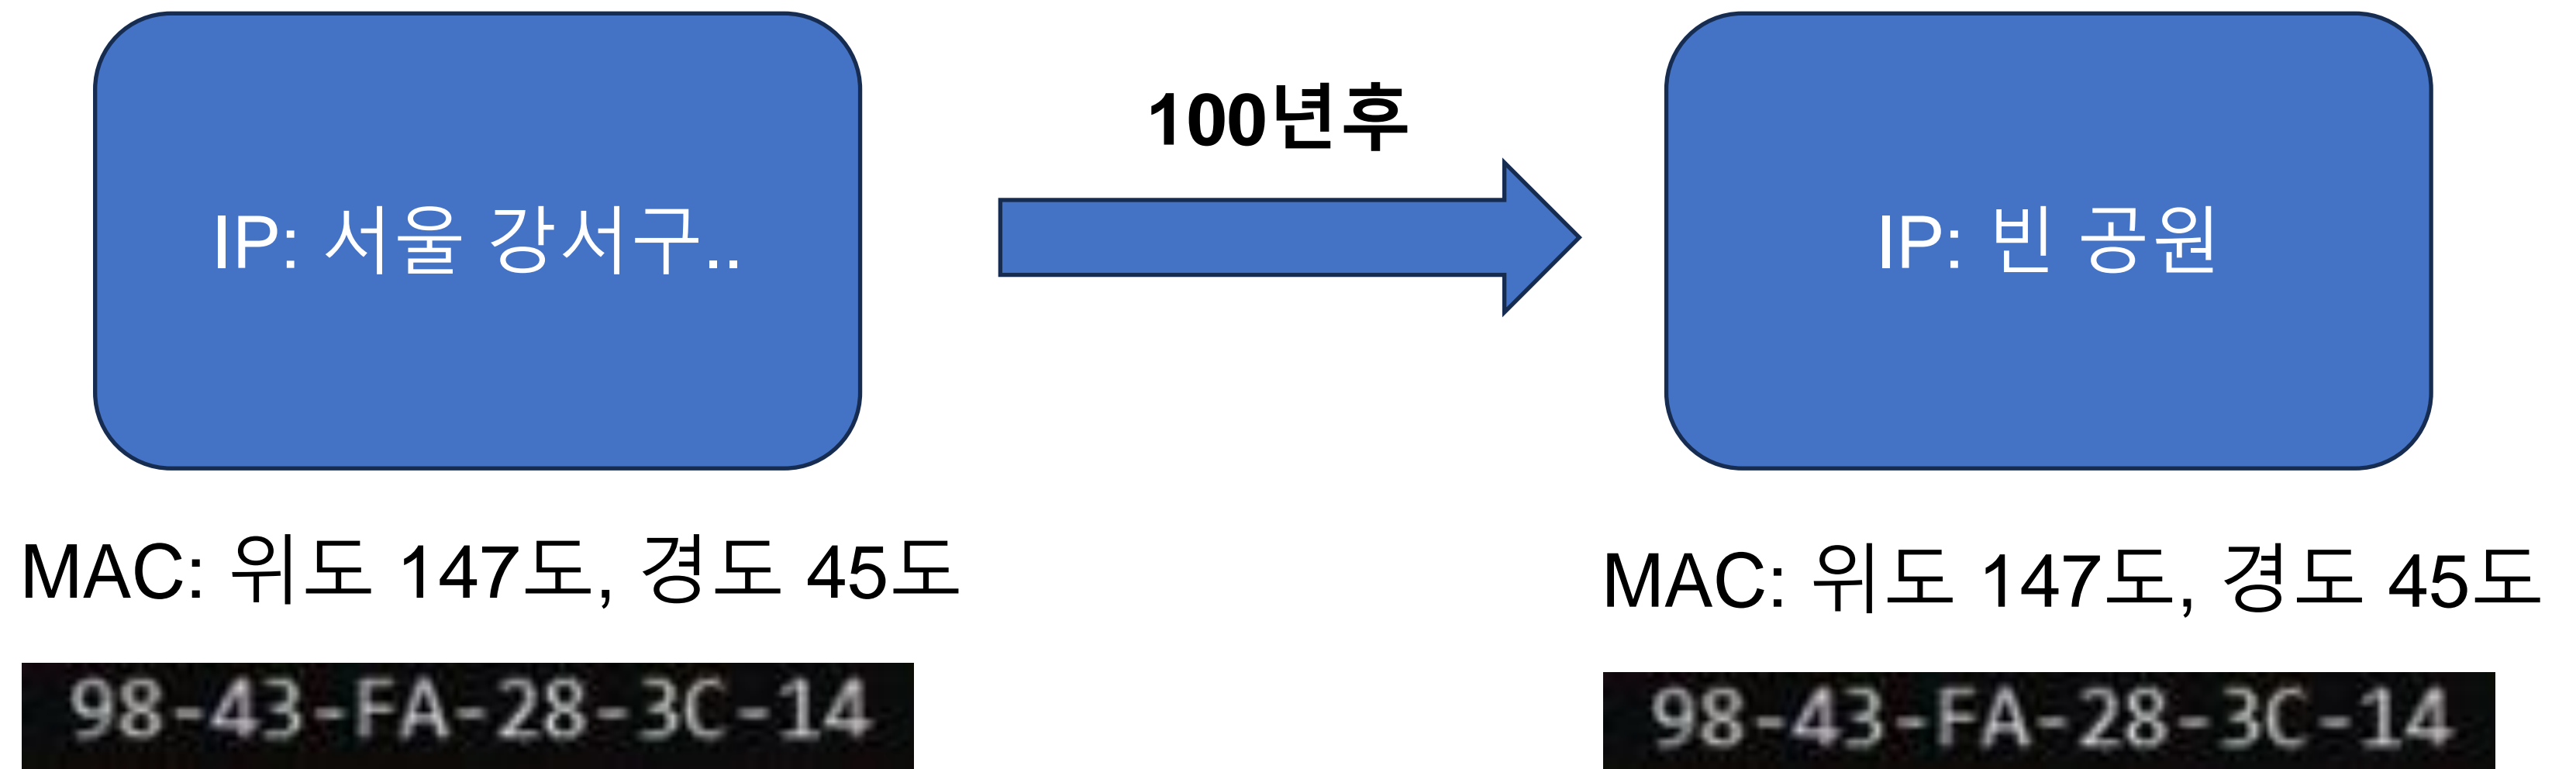 100년후
IP: 서울 강서구..
IP: 빈 공원
MAC: 위도 147도, 경도 45도
MAC: 위도 147도, 경도 45도
98-43-FA-28-3C-14
98-43-FA-28-3C-14